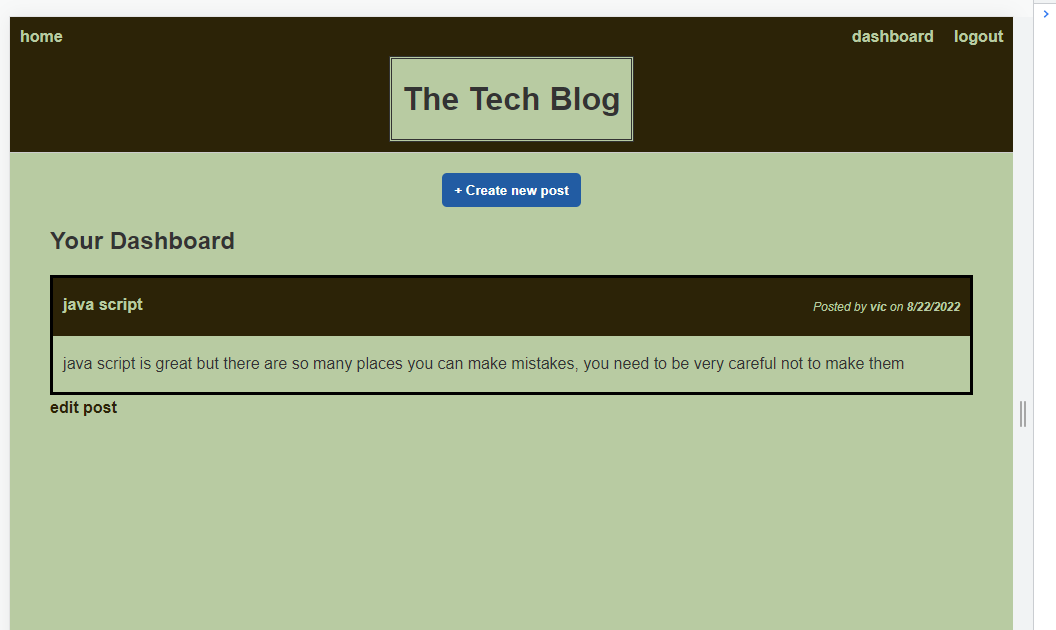 home
dashboard
logout
The Tech Blog
+ Create new post
Your Dashboard
java script
Posted by vic on 8/22/2022
java script is great but there are so many places you can make mistakes, you need to be very careful not to make them
edit post